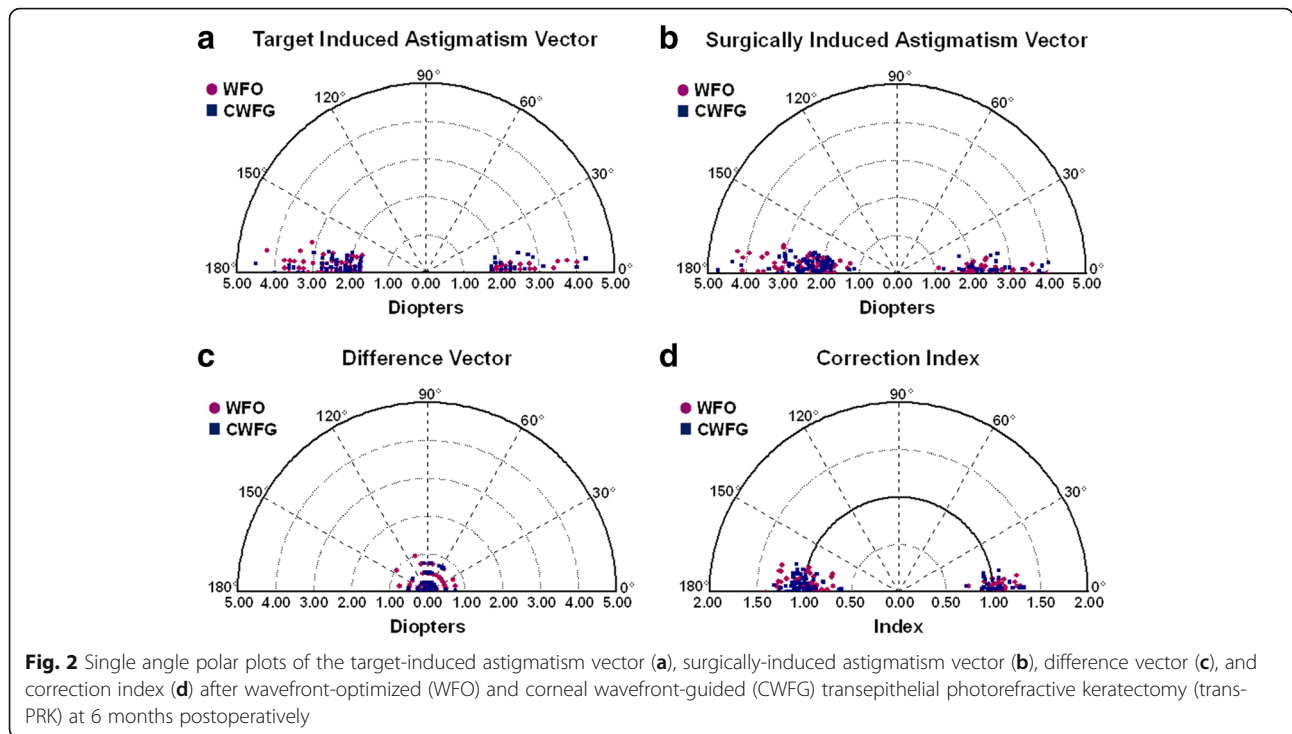 a Target Induced Astigmatism Vector
WFO
CWFG
90°
120°
60°
150°
30°
180°
0°
5.00 4.00 3.00 2.00 1.00 0.00 1.00 2.00 3.00 4.00 5.00
Diopters
b Surgically Induced Astigmatism Vector
WFO
CWFG
90°
120°
60°
150°
30°
180°
0°
5.00 4.00 3.00 2.00 1.00 0.00 1.00 2.00 3.00 4.00 5.00
Diopters
c Difference Vector
WFO
CWFG
90°
120°
60°
150°
30°
180°
0°
5.00 4.00 3.00 2.00 1.00 0.00 1.00 2.00 3.00 4.00 5.00
Diopters
d Correction Index
WFO
CWFG
90°
120°
60°
150°
30°
180°
0°
2.00 1.50 1.00 0.50 0.00 0.50 1.00 1.50 2.00
Index
Fig. 2 Single angle polar plots of the target-induced astigmatism vector (a), surgically-induced astigmatism vector (b), difference vector (c), and
correction index (d) after wavefront-optimized (WFO) and corneal wavefront-guided (CWFG) transepithelial photorefractive keratectomy (trans-
PRK) at 6 months postoperatively